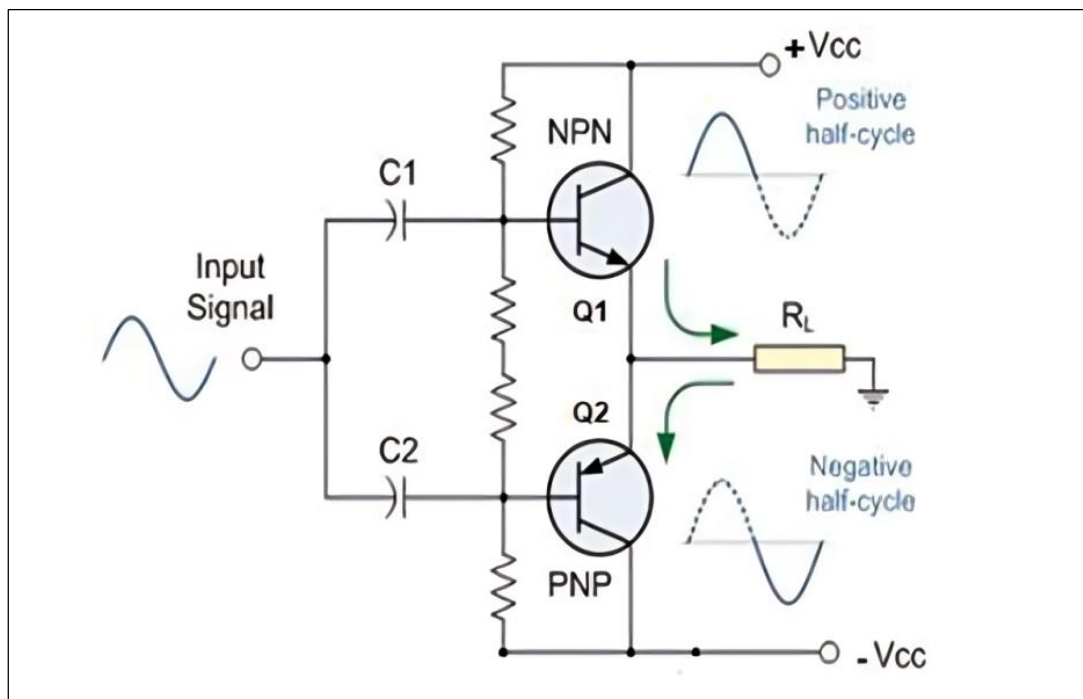 +Vcc
Positive
half-cycle
NPN
C1
Input
Signal
Q1
RL
Q2
C2
Negative
half-cycle
PNP
-Vcc